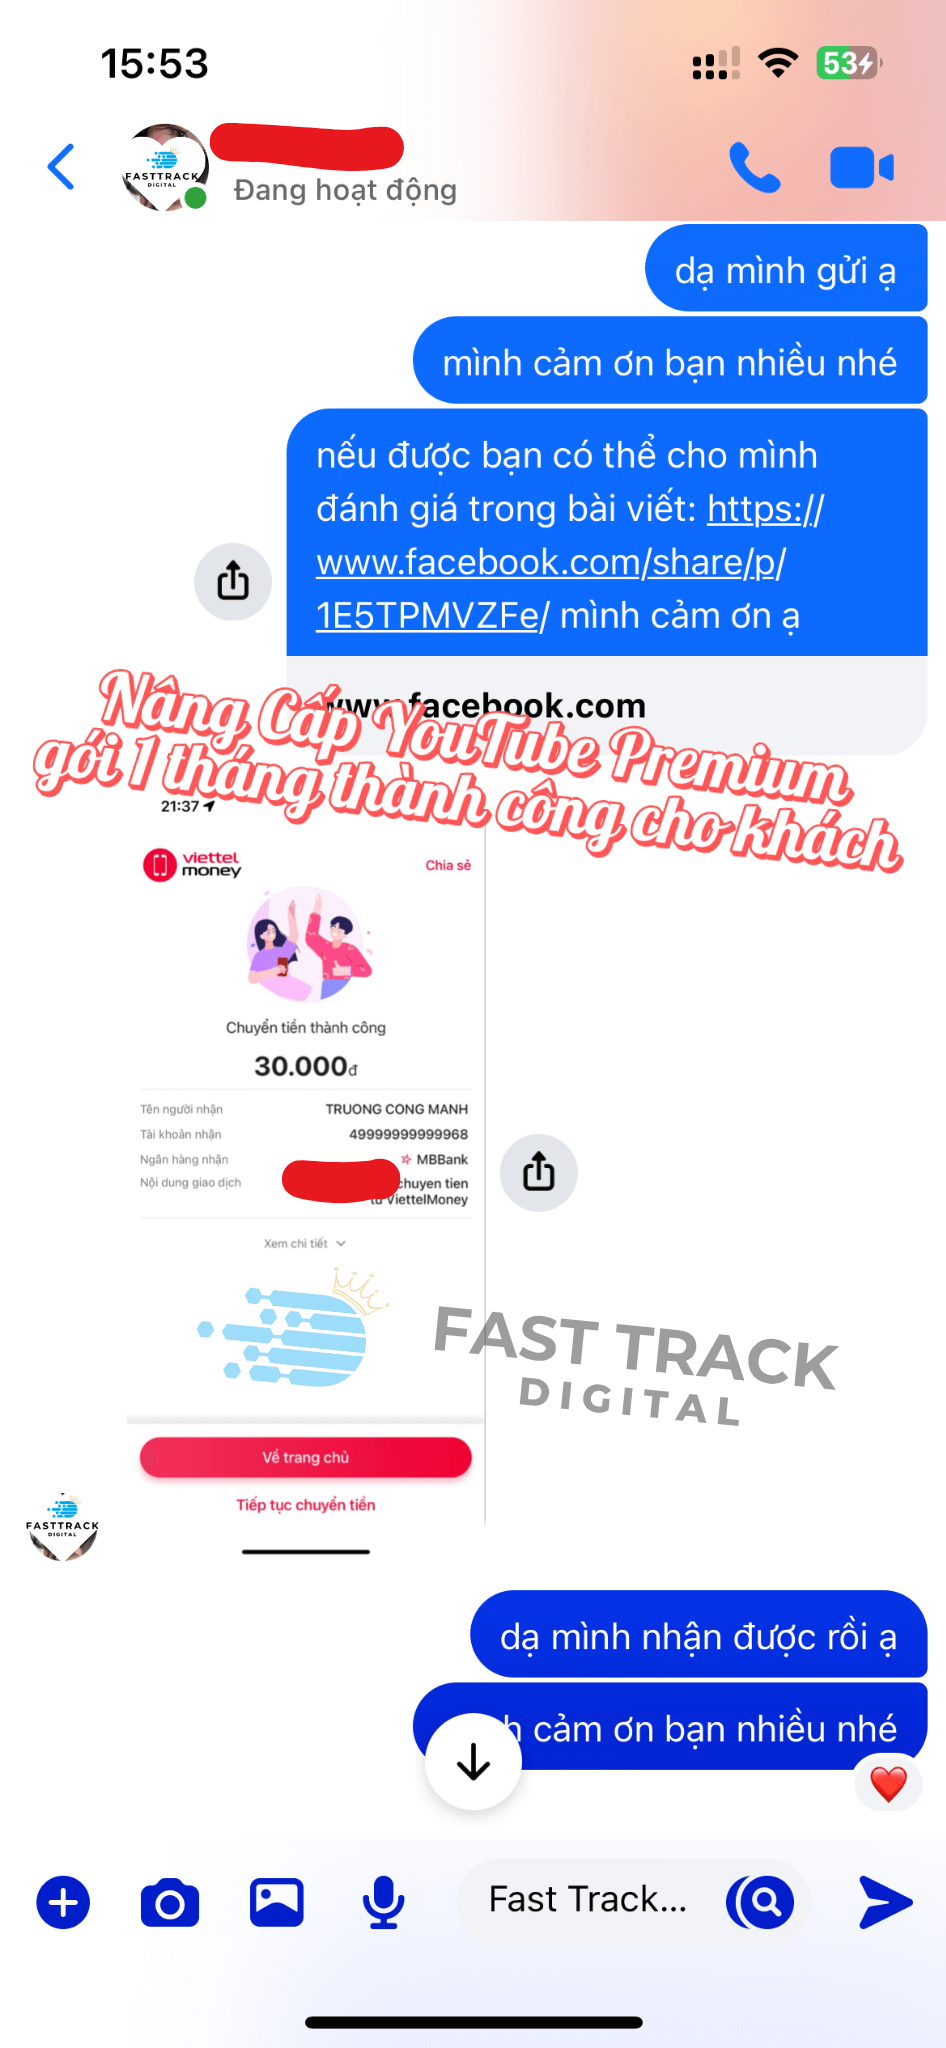 15:53
53
FASTTRACK
DIGITAL
Đang hoạt động
dạ mình gửi ạ
mình cảm ơn bạn nhiều nhé
nếu được bạn có thể cho mình
đánh giá trong bài viết: https://
www.facebook.com/share/p/
1E5TPMVZFe/ mình cảm ơn ạ
www.facebook.com
Nâng Cấp YouTube Premium
gói 1 tháng thành công cho khách
21:37
viettel
money
Chia sẻ
Chuyển tiền thành công
30.000đ
Tên người nhận TRUONG CONG MANH
Tài khoản nhận 49999999999968
Ngân hàng nhận MBBank
Nội dung giao dịch chuyen tien
tu ViettelMoney
Xem chi tiết
FAST TRACK
DIGITAL
Về trang chủ
Tiếp tục chuyển tiền
FASTTRACK
DIGITAL
dạ mình nhận được rồi ạ
cảm ơn bạn nhiều nhé
Fast Track...